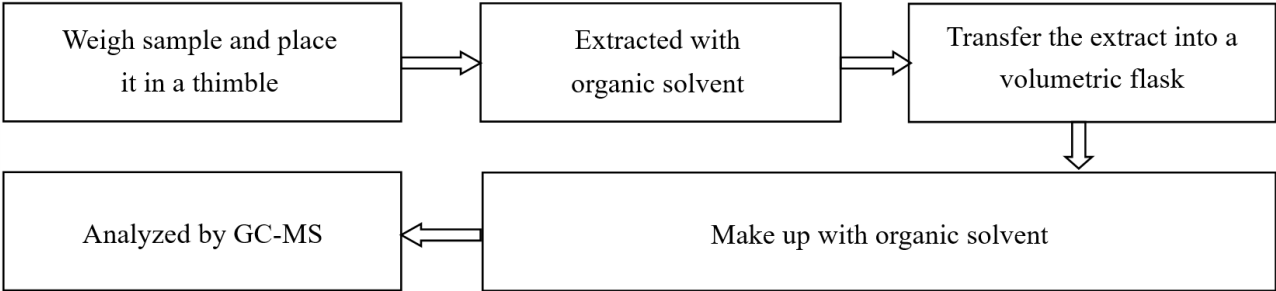 Weigh sample and place
it in a thimble
Extracted with
organic solvent
Transfer the extract into a
volumetric flask
Make up with organic solvent
Analyzed by GC-MS